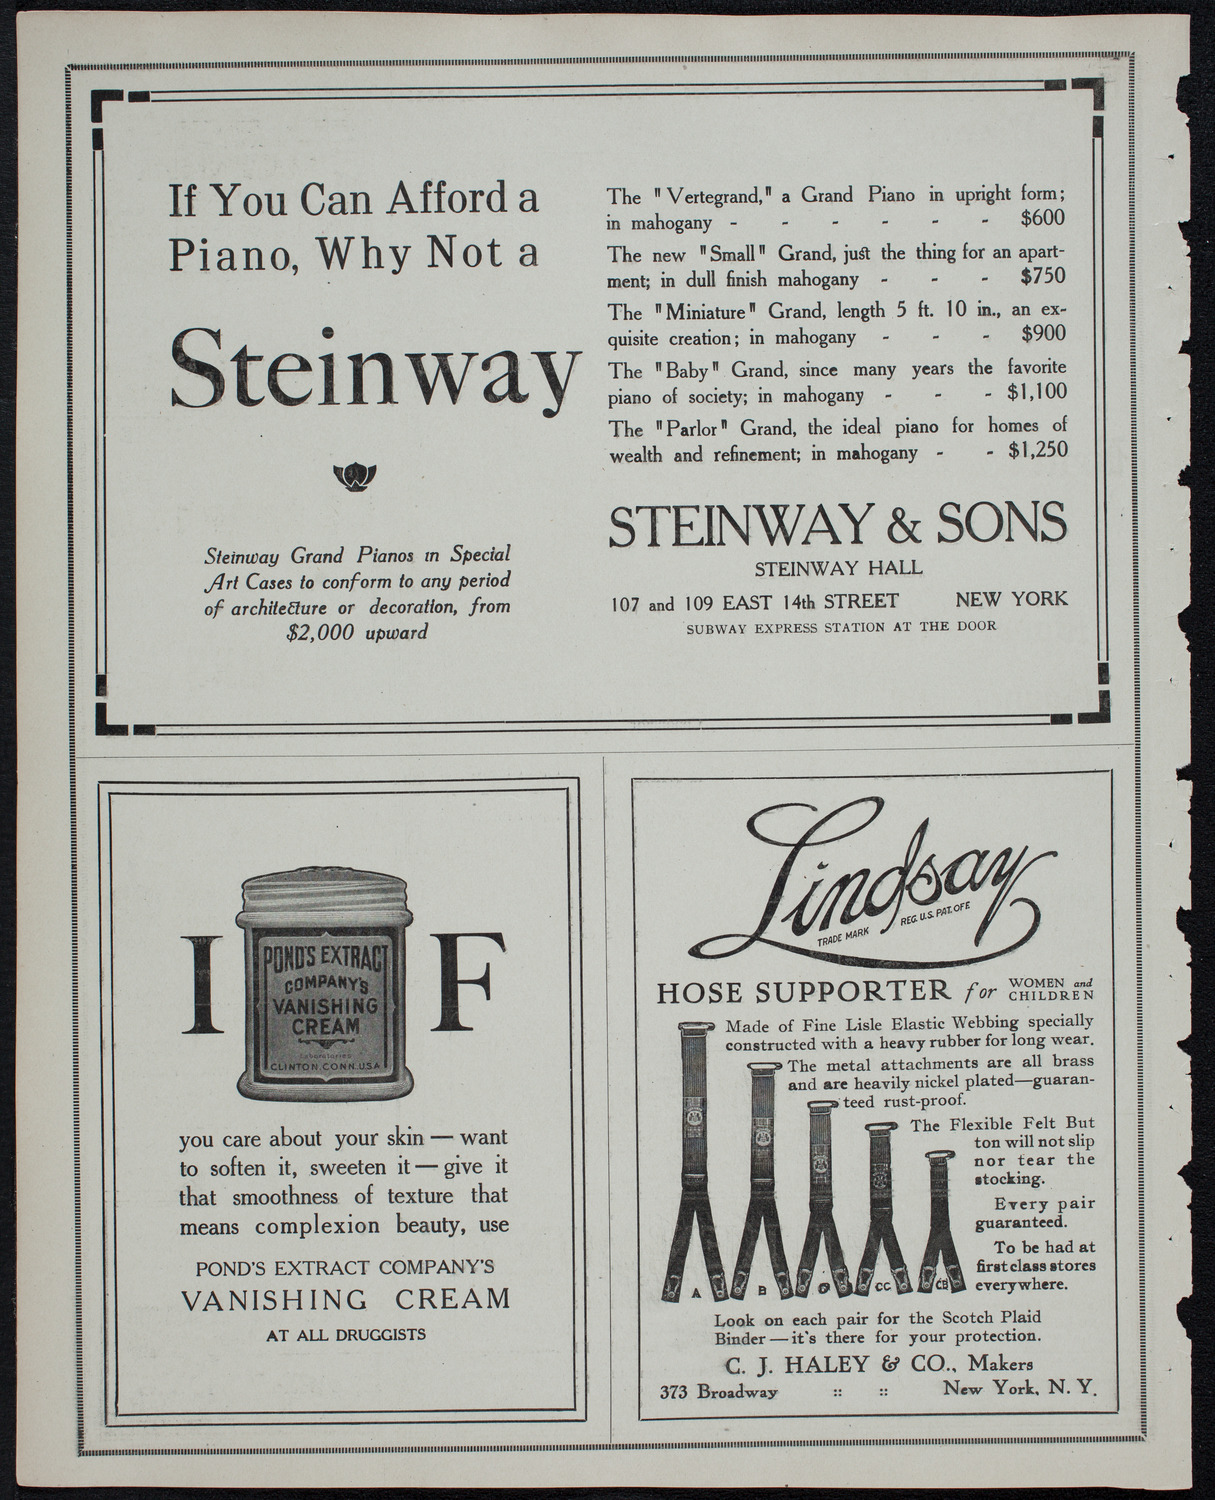 If You Can Afford a
Piano, Why Not a
Steinway
Steinway Grand Pianos in Special
Art Cases to conform to any period
of architecture or decoration, from
$2,000 upward
The "Vertegrand," a Grand Piano in upright form;
in mahogany - - - - - - $600
The new "Small" Grand, just the thing for an apart-
ment; in dull finish mahogany - - - $750
The "Miniature" Grand, length 5 ft. 10 in., an ex-
quisite creation; in mahogany - - - $900
The "Baby" Grand, since many years the favorite
piano of society; in mahogany - - - $1,100
The "Parlor" Grand, the ideal piano for homes of
wealth and refinement; in mahogany - - $1,250
STEINWAY & SONS
STEINWAY HALL
107 and 109 EAST 14th STREET NEW YORK
SUBWAY EXPRESS STATION AT THE DOOR
I F
POND'S EXTRACT
COMPANY'S
VANISHING
CREAM
Laboratories
CLINTON, CONN. USA
you care about your skin — want
to soften it, sweeten it — give it
that smoothness of texture that
means complexion beauty, use
POND'S EXTRACT COMPANY'S
VANISHING CREAM
AT ALL DRUGGISTS
Lindsay
TRADE MARK REG. U.S. PAT. OFF.
HOSE SUPPORTER for WOMEN and CHILDREN
Made of Fine Lisle Elastic Webbing specially
constructed with a heavy rubber for long wear.
The metal attachments are all brass
and are heavily nickel plated—guaran-
teed rust-proof.
The Flexible Felt But
ton will not slip
nor tear the
stocking.
Every pair
guaranteed.
To be had at
first class stores
everywhere.
A B D CC CB
Look on each pair for the Scotch Plaid
Binder — it's there for your protection.
C. J. HALEY & CO., Makers
373 Broadway :: :: New York, N. Y.